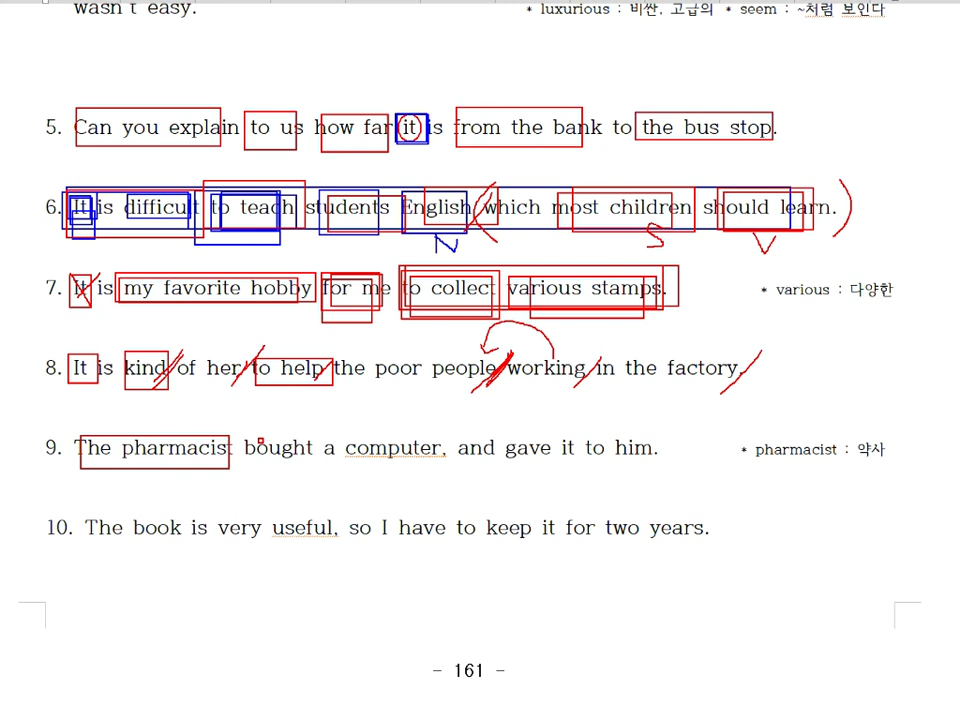 wasn't easy.
* luxurious : 비싼, 고급의 * seem : ~처럼 보인다
5. Can you explain to us how far it is from the bank to the bus stop.
6. It is difficult to teach students English which most children should learn.
N S V
7. It is my favorite hobby for me to collect various stamps.
* various : 다양한
8. It is kind of her to help the poor people working in the factory.
9. The pharmacist bought a computer, and gave it to him.
* pharmacist : 약사
10. The book is very useful, so I have to keep it for two years.
- 161 -